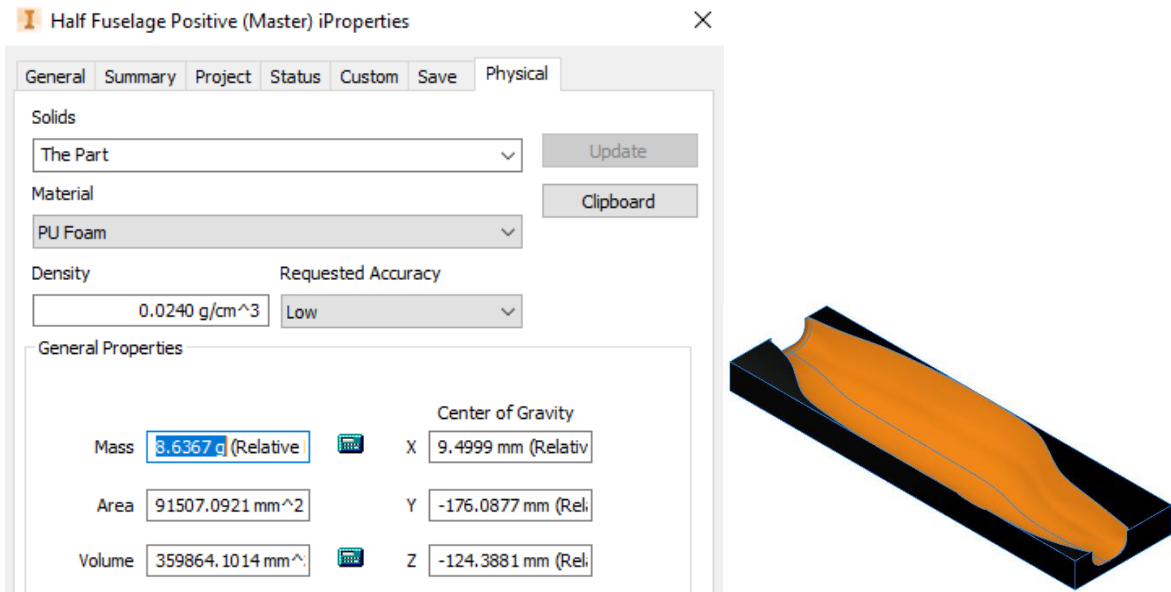 Half Fuselage Positive (Master) iProperties
General Summary Project Status Custom Save Physical
Solids
The Part
Update
Material
Clipboard
PU Foam
Density Requested Accuracy
0.0240 g/cm^3 Low
General Properties
Center of Gravity
Mass 8.6367 g (Relative X 9.4999 mm (Relativ
Area 91507.0921 mm^2 Y -176.0877 mm (Rel
Volume 359864.1014 mm^ Z -124.3881 mm (Rel